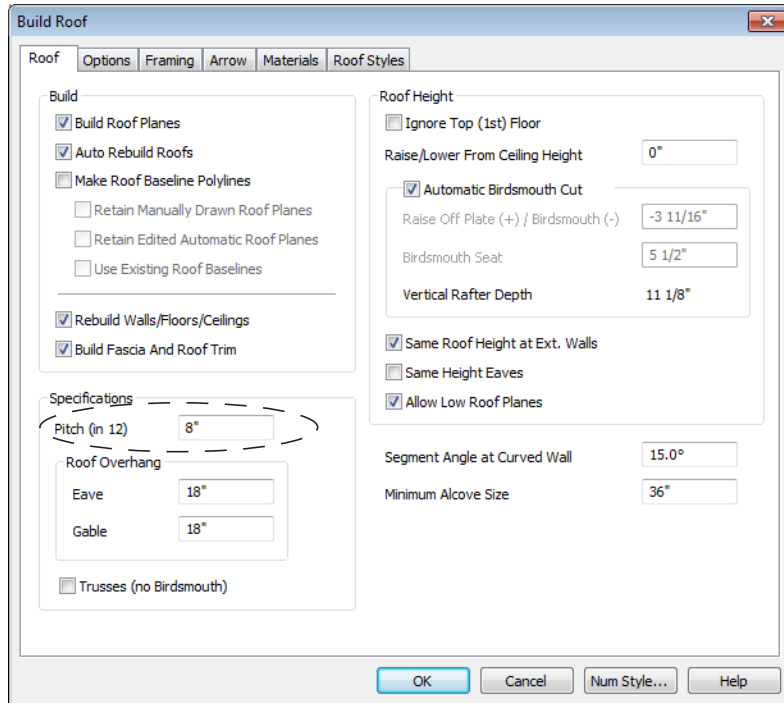 Build Roof
Roof Options Framing Arrow Materials Roof Styles
Build
Build Roof Planes
Auto Rebuild Roofs
Make Roof Baseline Polylines
Retain Manually Drawn Roof Planes
Retain Edited Automatic Roof Planes
Use Existing Roof Baselines
Rebuild Walls/Floors/Ceilings
Build Fascia And Roof Trim
Specifications
Pitch (in 12) 8"
Roof Overhang
Eave 18"
Gable 18"
Trusses (no Birdsmouth)
Roof Height
Ignore Top (1st) Floor
Raise/Lower From Ceiling Height 0"
Automatic Birdsmouth Cut
Raise Off Plate (+) / Birdsmouth (-) -3 11/16"
Birdsmouth Seat 5 1/2"
Vertical Rafter Depth 11 1/8"
Same Roof Height at Ext. Walls
Same Height Eaves
Allow Low Roof Planes
Segment Angle at Curved Wall 15.0°
Minimum Alcove Size 36"
OK Cancel Num Style... Help